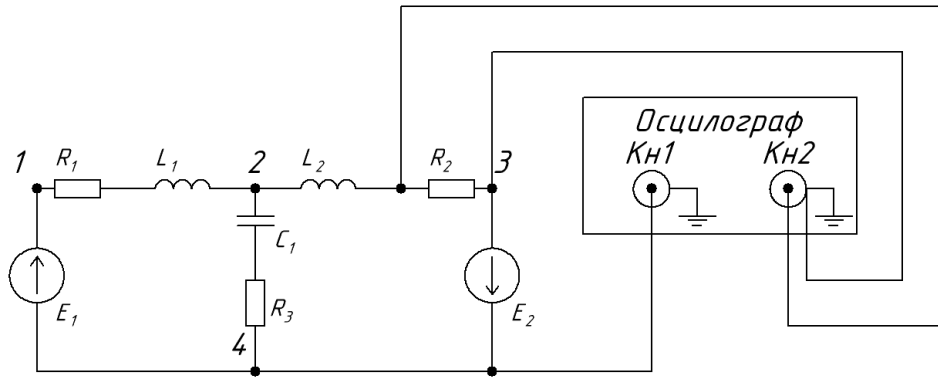 Осцилограф
Кн1 Кн2
1 R₁ L₁ 2 L₂ R₂ 3
C₁
E₁ R₃ E₂
4